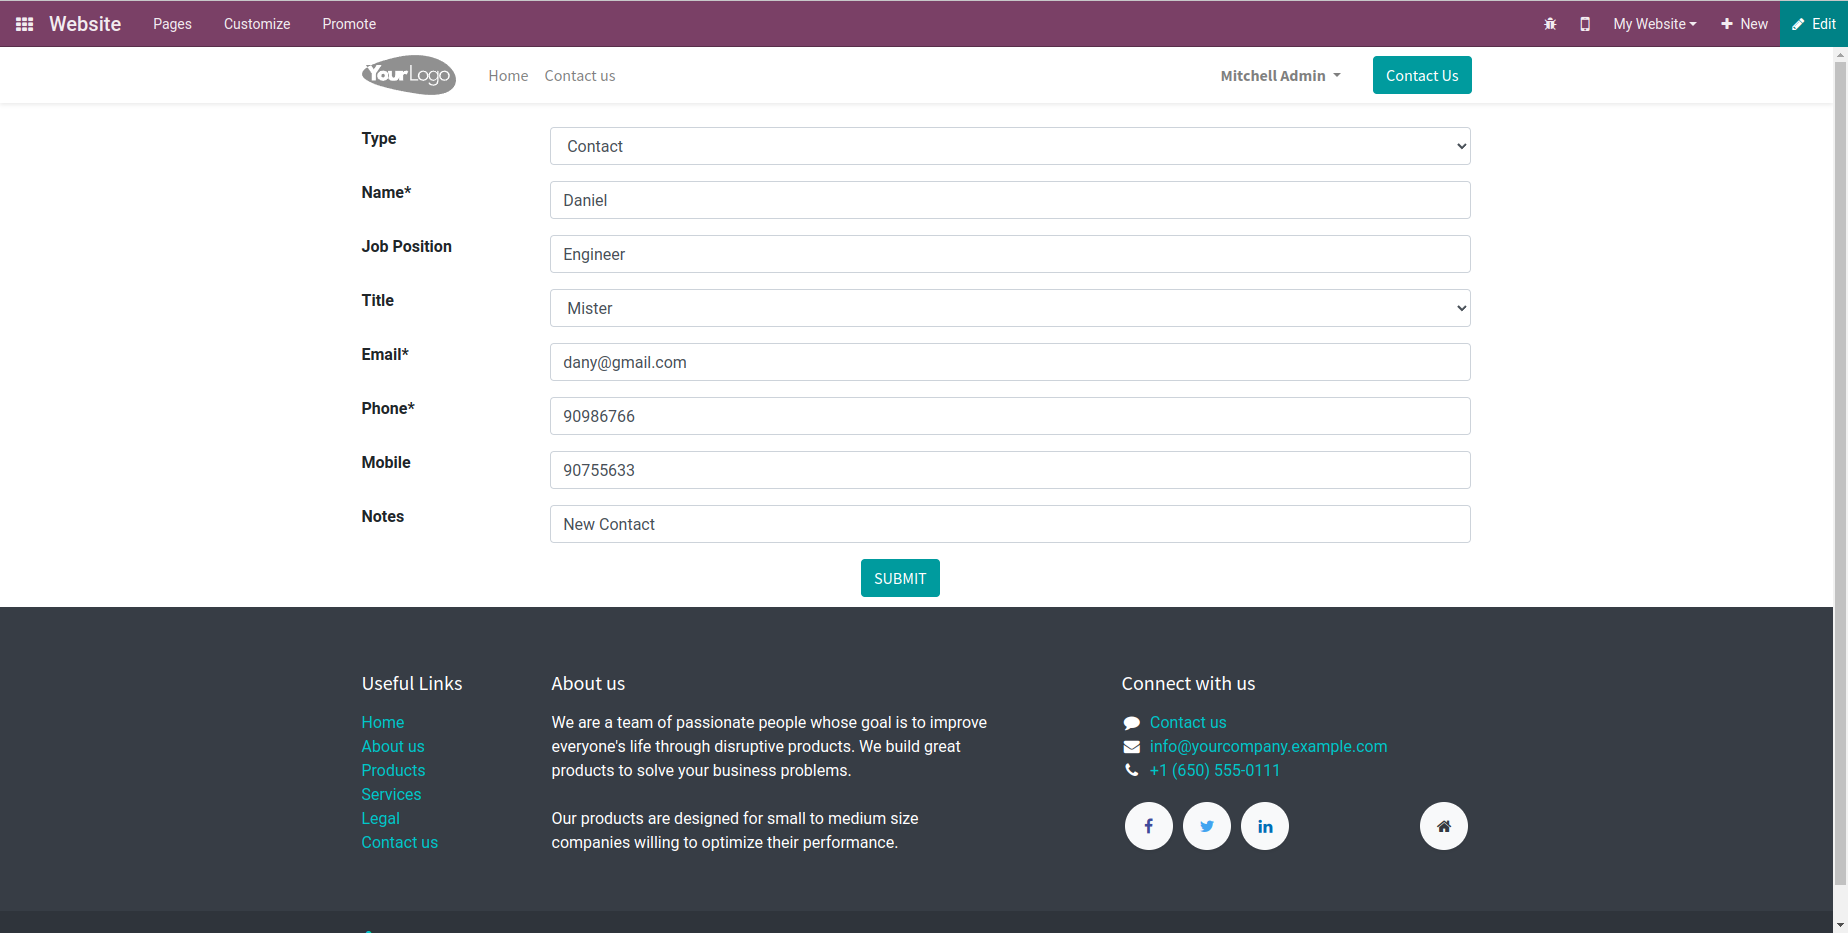 Website Pages Customize Promote My Website New Edit
YourLogo Home Contact us Mitchell Admin Contact Us
Type Contact
Name* Daniel
Job Position Engineer
Title Mister
Email* dany@gmail.com
Phone* 90986766
Mobile 90755633
Notes New Contact
SUBMIT
Useful Links
Home
About us
Products
Services
Legal
Contact us
About us
We are a team of passionate people whose goal is to improve
everyone's life through disruptive products. We build great
products to solve your business problems.
Our products are designed for small to medium size
companies willing to optimize their performance.
Connect with us
Contact us
info@yourcompany.example.com
+1 (650) 555-0111